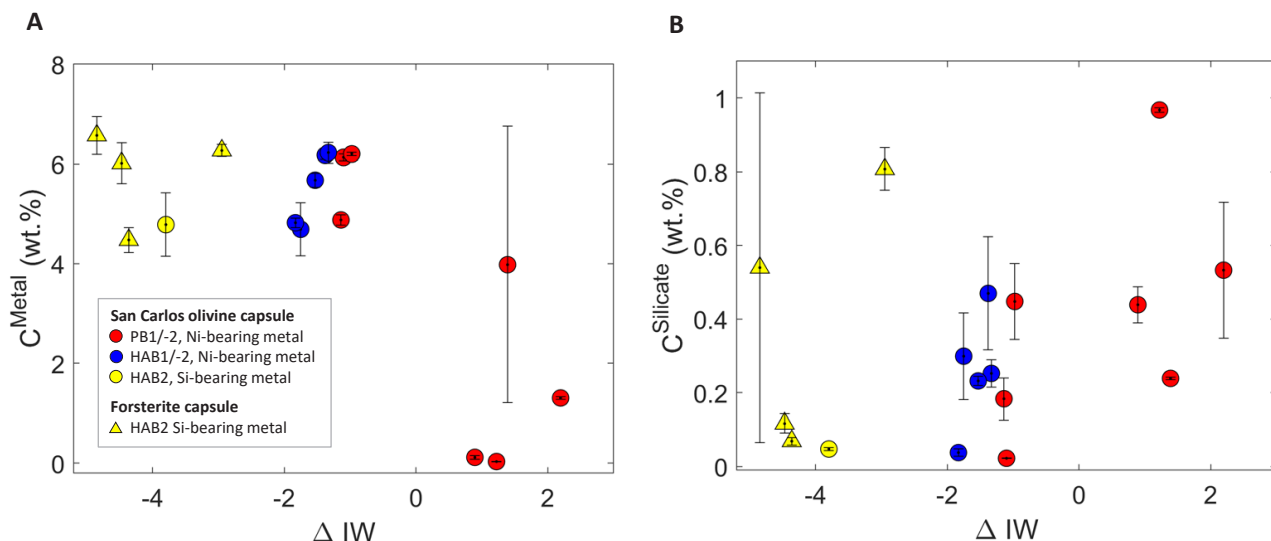 A
8
6
4
2
0
C^Metal (wt.%)
San Carlos olivine capsule
PB1/-2, Ni-bearing metal
HAB1/-2, Ni-bearing metal
HAB2, Si-bearing metal
Forsterite capsule
HAB2 Si-bearing metal
-4 -2 0 2
Δ IW
B
1
0.8
0.6
0.4
0.2
0
C^Silicate (wt.%)
-4 -2 0 2
Δ IW